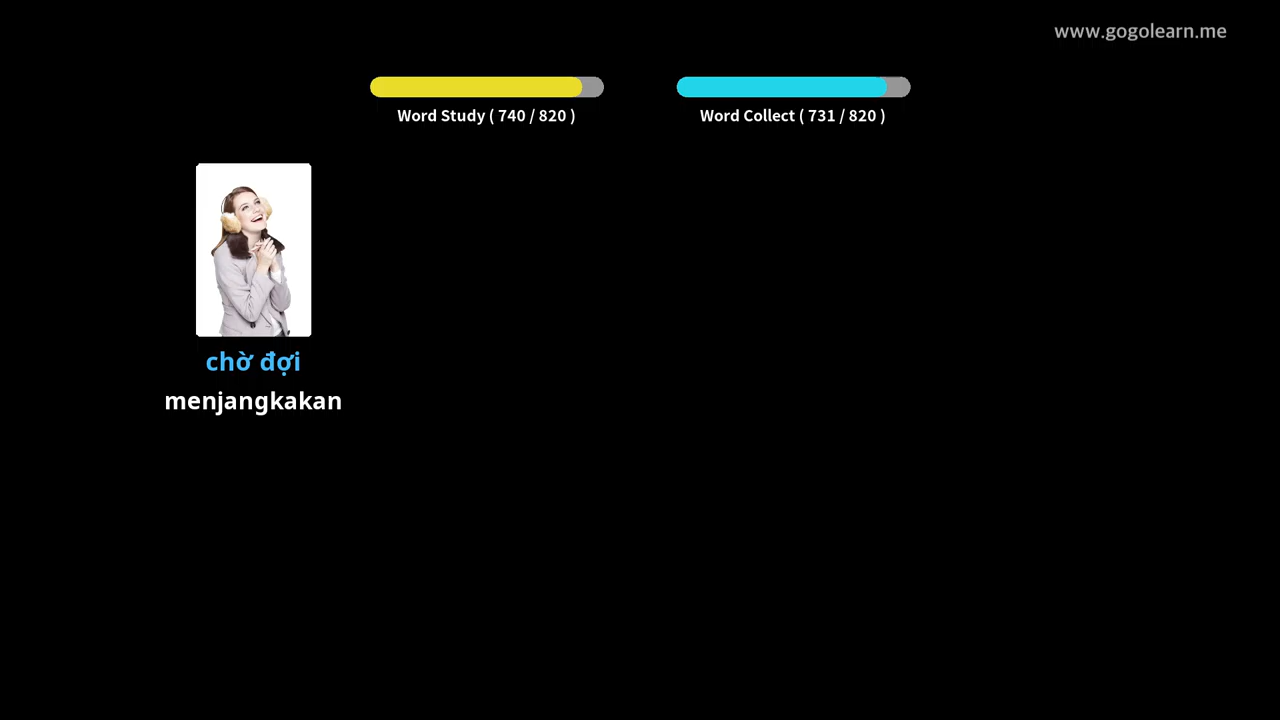 www.gogolearn.me
Word Study ( 740 / 820 )
Word Collect ( 731 / 820 )
chờ đợi
menjangkakan